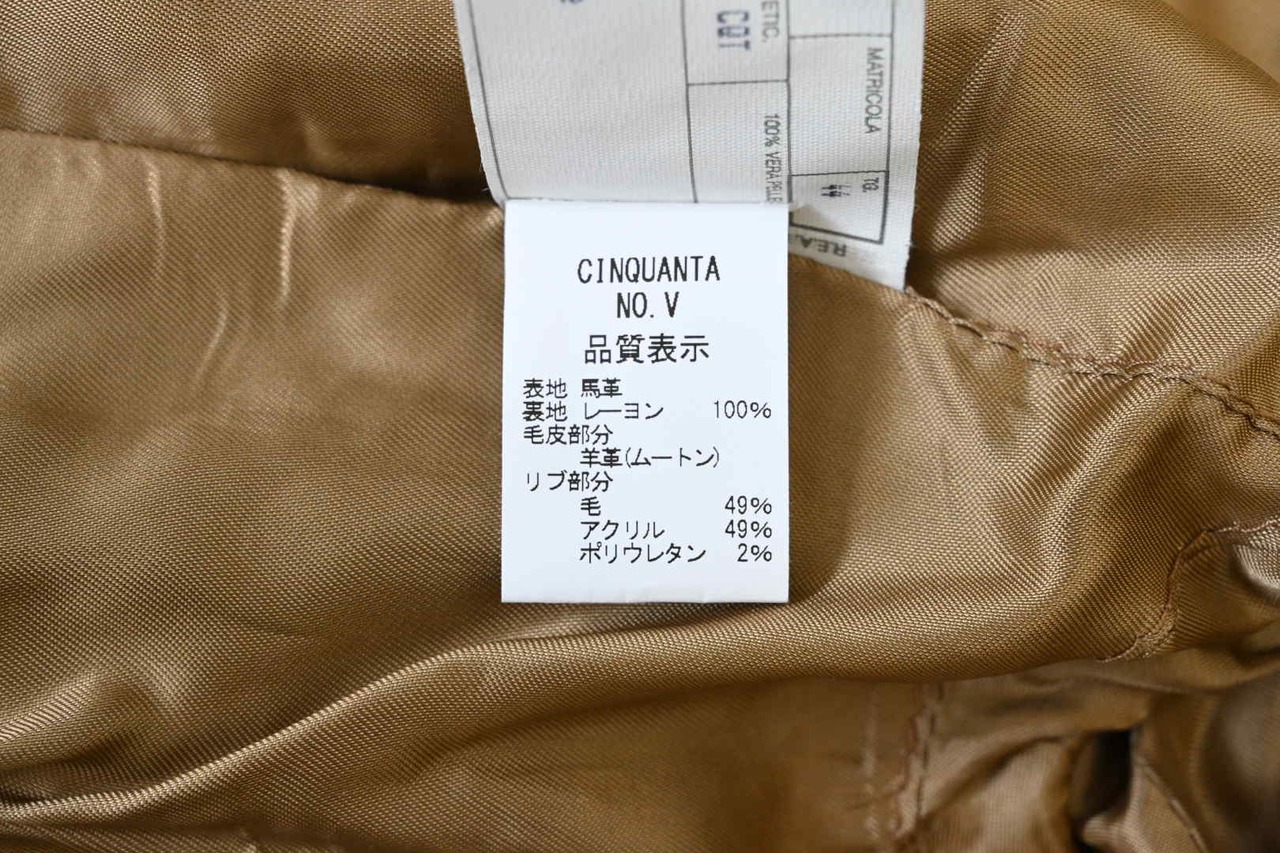 ETIC.
CQT
MATRICOLA
100% VERA PELLE
TG.
44
CINQUANTA
NO.V
品質表示
表地 馬革
裏地 レーヨン 100%
毛皮部分
羊革(ムートン)
リブ部分
毛 49%
アクリル 49%
ポリウレタン 2%